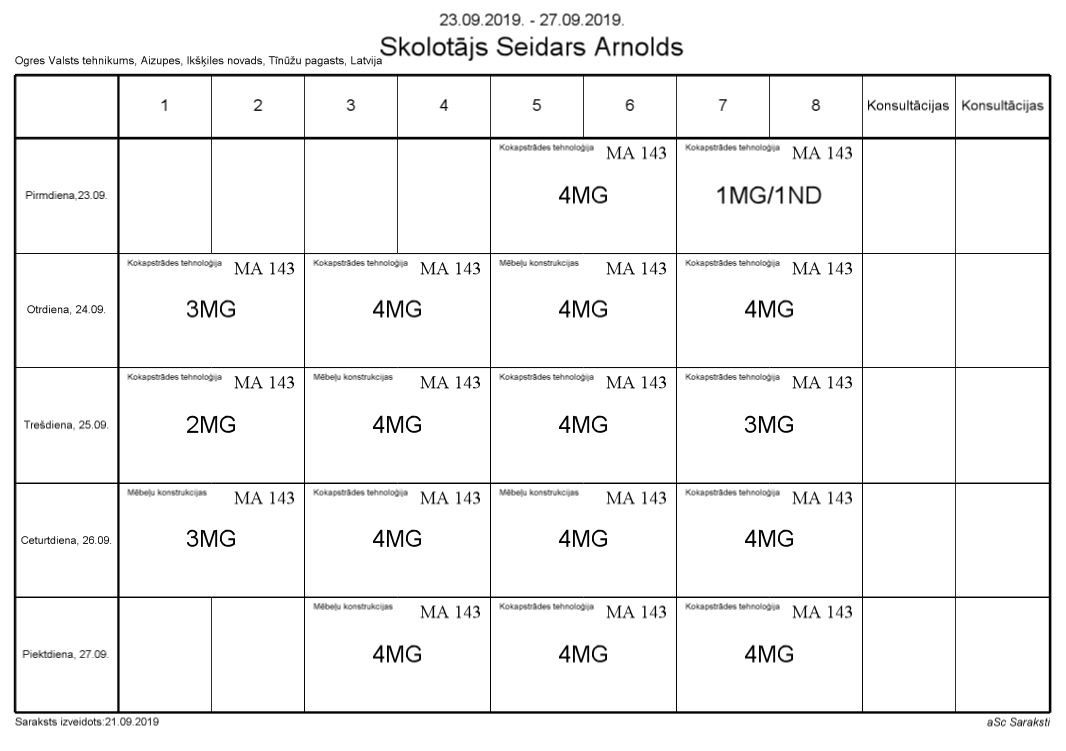 23.09.2019. - 27.09.2019.
Skolotājs Seidars Arnolds
Ogres Valsts tehnikums, Aizupes, Ikšķiles novads, Tīnūžu pagasts, Latvija
1 2 3 4 5 6 7 8 Konsultācijas Konsultācijas
Kokapstrādes tehnoloģija MA 143 Kokapstrādes tehnoloģija MA 143
Pirmdiena,23.09. 4MG 1MG/1ND
Kokapstrādes tehnoloģija MA 143 Kokapstrādes tehnoloģija MA 143 Mēbeļu konstrukcijas MA 143 Kokapstrādes tehnoloģija MA 143
Otrdiena, 24.09. 3MG 4MG 4MG 4MG
Kokapstrādes tehnoloģija MA 143 Mēbeļu konstrukcijas MA 143 Kokapstrādes tehnoloģija MA 143 Kokapstrādes tehnoloģija MA 143
Trešdiena, 25.09. 2MG 4MG 4MG 3MG
Mēbeļu konstrukcijas MA 143 Kokapstrādes tehnoloģija MA 143 Mēbeļu konstrukcijas MA 143 Kokapstrādes tehnoloģija MA 143
Ceturtdiena, 26.09. 3MG 4MG 4MG 4MG
Mēbeļu konstrukcijas MA 143 Kokapstrādes tehnoloģija MA 143 Kokapstrādes tehnoloģija MA 143
Piektdiena, 27.09. 4MG 4MG 4MG
Saraksts izveidots:21.09.2019 aSc Saraksti